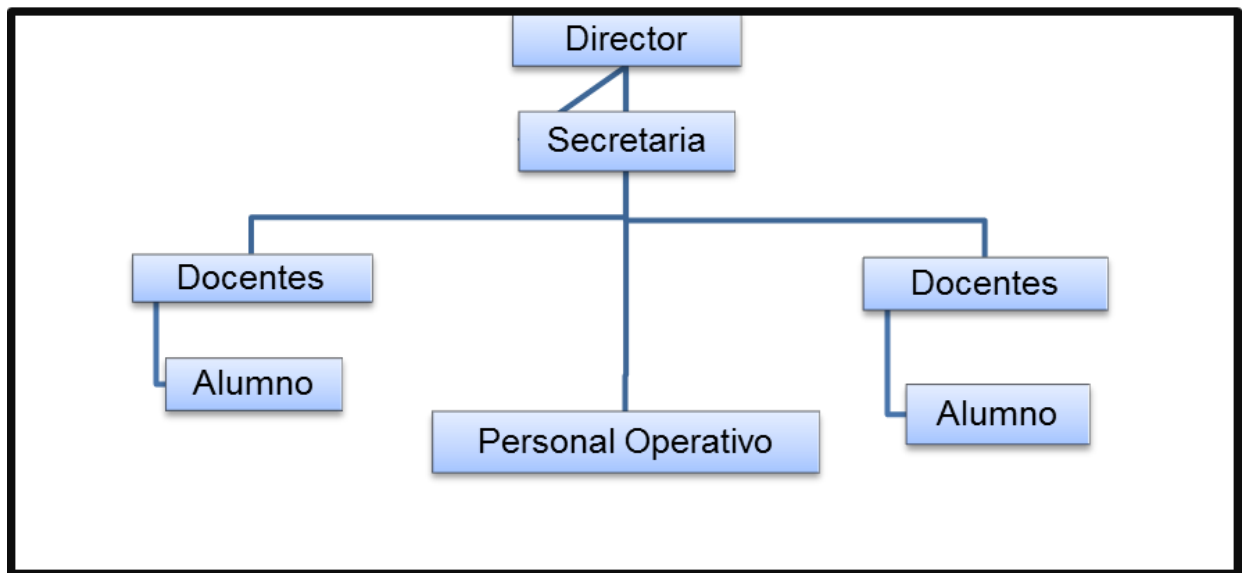 Director
Secretaria
Docentes
Docentes
Alumno
Alumno
Personal Operativo